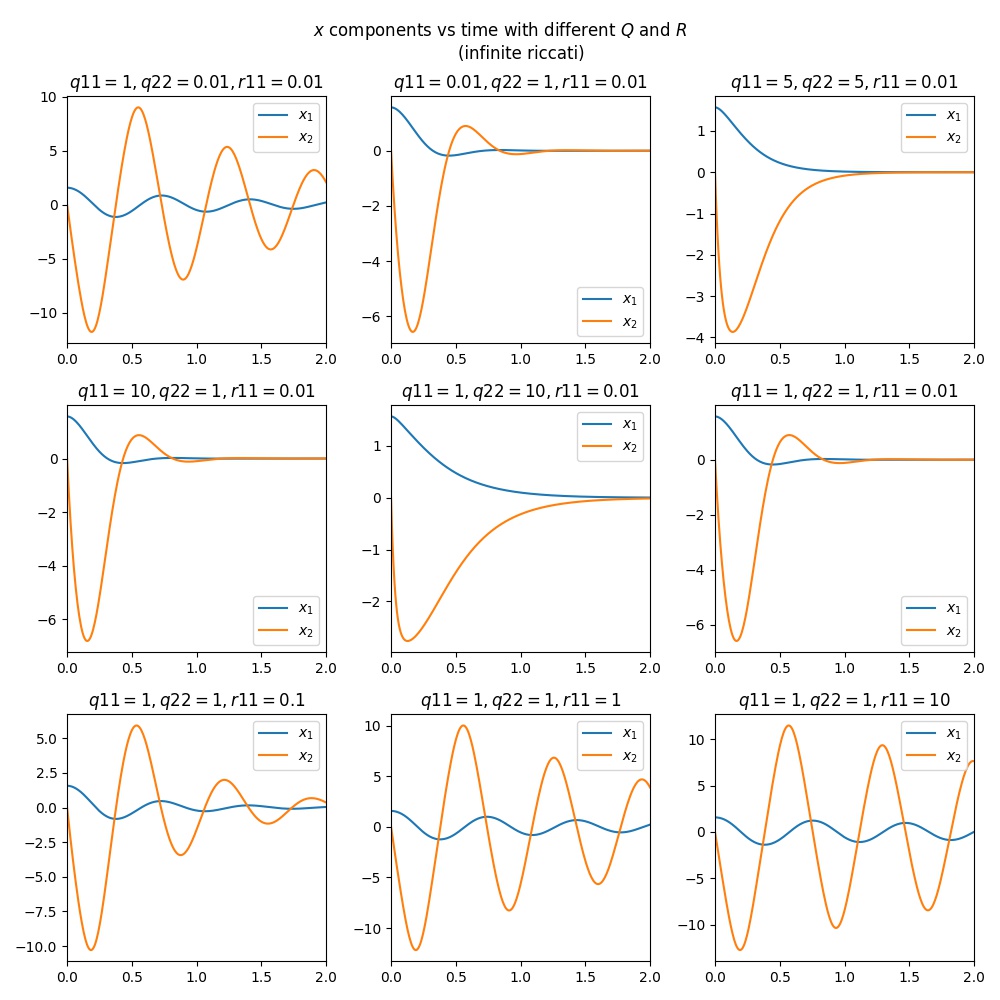 x components vs time with different Q and R
(infinite riccati)
q11 = 1, q22 = 0.01, r11 = 0.01
q11 = 0.01, q22 = 1, r11 = 0.01
q11 = 5, q22 = 5, r11 = 0.01
10
5
0
−5
−10
x₁
x₂
0.0 0.5 1.0 1.5 2.0
0
−2
−4
−6
x₁
x₂
0.0 0.5 1.0 1.5 2.0
1
0
−1
−2
−3
−4
x₁
x₂
0.0 0.5 1.0 1.5 2.0
q11 = 10, q22 = 1, r11 = 0.01
q11 = 1, q22 = 10, r11 = 0.01
q11 = 1, q22 = 1, r11 = 0.01
0
−2
−4
−6
x₁
x₂
0.0 0.5 1.0 1.5 2.0
1
0
−1
−2
x₁
x₂
0.0 0.5 1.0 1.5 2.0
0
−2
−4
−6
x₁
x₂
0.0 0.5 1.0 1.5 2.0
q11 = 1, q22 = 1, r11 = 0.1
q11 = 1, q22 = 1, r11 = 1
q11 = 1, q22 = 1, r11 = 10
5.0
2.5
0.0
−2.5
−5.0
−7.5
−10.0
x₁
x₂
0.0 0.5 1.0 1.5 2.0
10
5
0
−5
−10
x₁
x₂
0.0 0.5 1.0 1.5 2.0
10
5
0
−5
−10
x₁
x₂
0.0 0.5 1.0 1.5 2.0